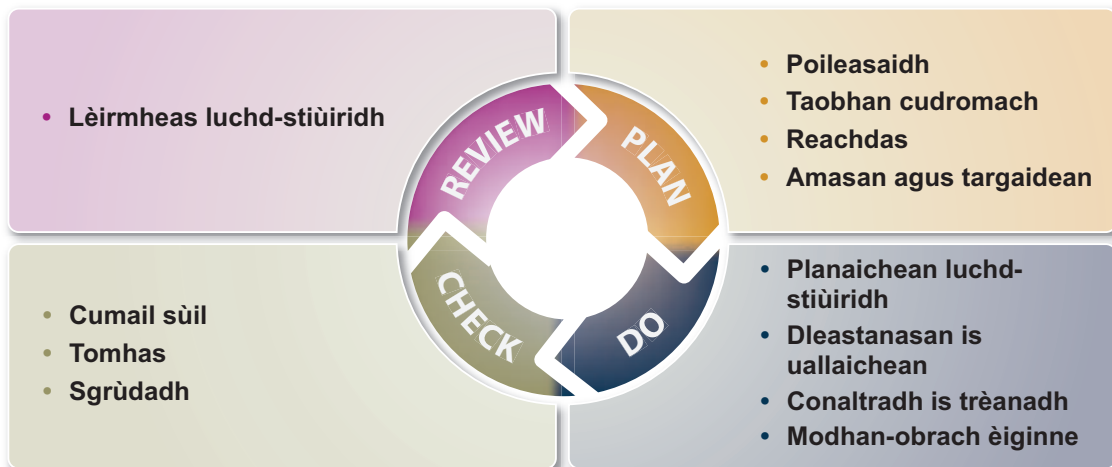 • Lèirmheas luchd-stiùiridh
REVIEW
PLAN
• Poileasaidh
• Taobhan cudromach
• Reachdas
• Amasan agus targaidean
• Cumail sùil
• Tomhas
• Sgrùdadh
CHECK
DO
• Planaichean luchd-
stiùiridh
• Dleastanasan is
uallaichean
• Conaltradh is trèanadh
• Modhan-obrach èiginne